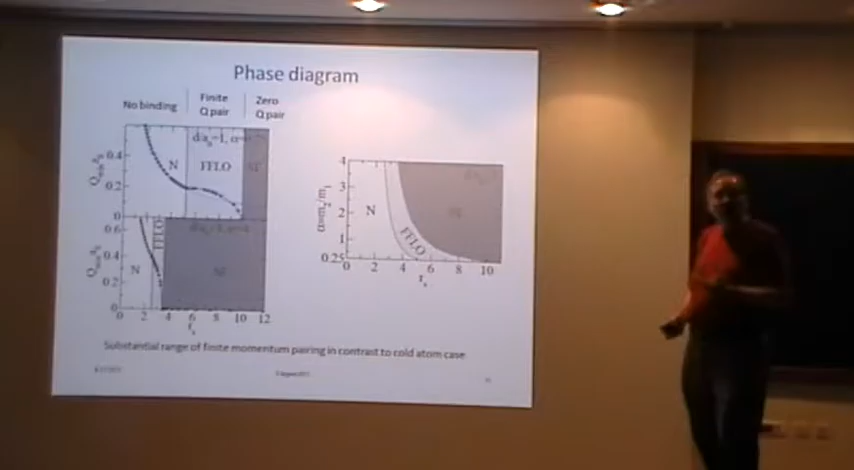 Phase diagram
No binding
Finite
Q pair
Zero
Q pair
N
FFLO
0.4
0.2
0
0.6
0.4
0.2
0
FFLO
N
0 2 4 6 8 10 12
4
3
2
1
0.25
N
FFLO
0 2 4 6 8 10
Substantial range of finite momentum pairing in contrast to cold atom case